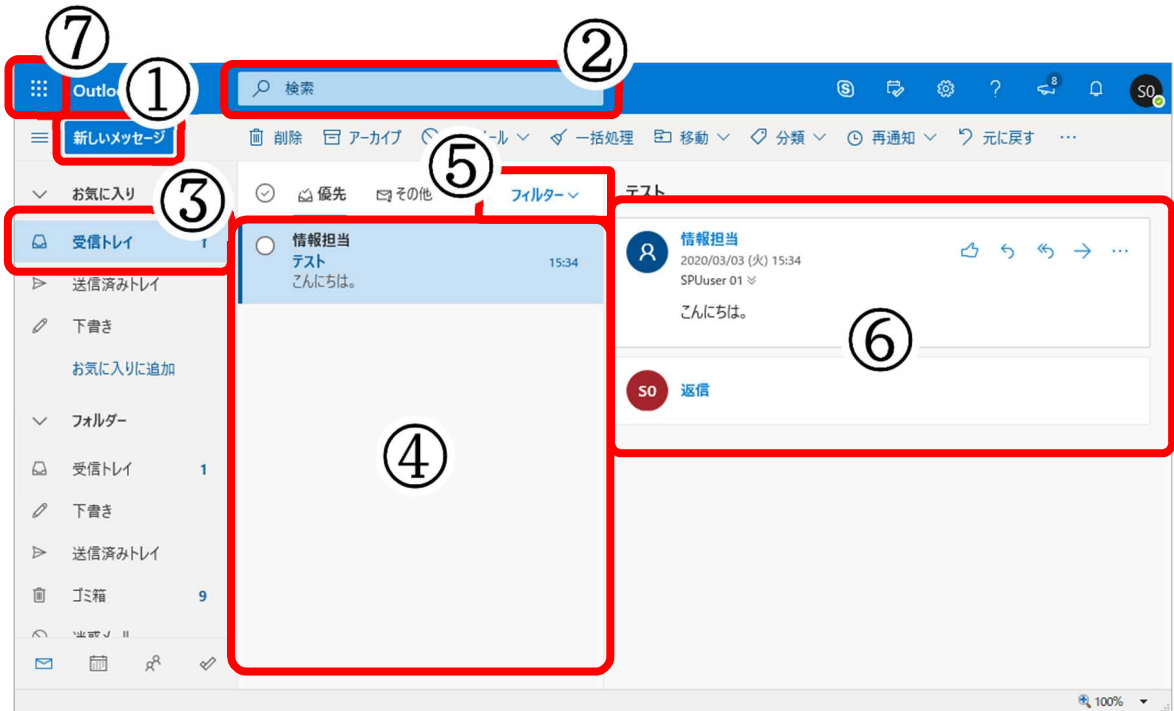 ⑦
①
②
Outlo
検索
8
SO
新しいメッセージ
削除 アーカイブ ール 一括処理 移動 分類 再通知 元に戻す ...
③
⑤
お気に入り
優先 その他 フィルター
テスト
受信トレイ 1
送信済みトレイ
下書き
お気に入りに追加
フォルダー
受信トレイ 1
下書き
送信済みトレイ
ゴミ箱 9
情報担当
テスト 15:34
こんにちは。
④
情報担当
2020/03/03 (火) 15:34
SPUuser 01
こんにちは。
⑥
SO 返信
100%